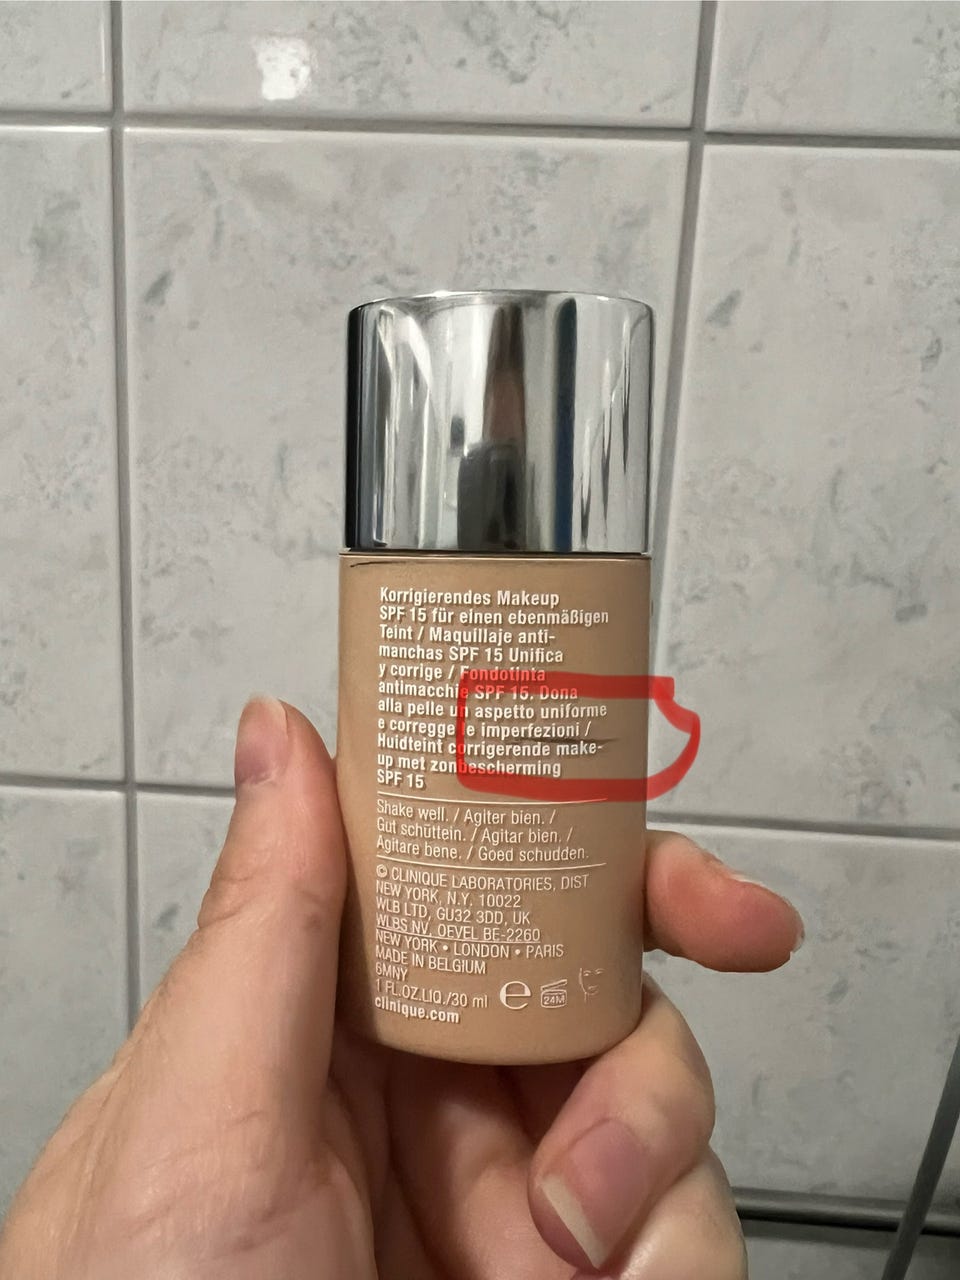 Korrigierendes Makeup
SPF 15 für einen ebenmäßigen
Teint / Maquillaje anti-
manchas SPF 15 Unifica
y corrige / Fondotinta
antimacchie SPF 15. Dona
alla pelle un aspetto uniforme
e corregge le imperfezioni /
Huidteint corrigerende make-
up met zonbescherming
SPF 15
Shake well. / Agiter bien. /
Gut schütteln. / Agitar bien. /
Agitare bene. / Goed schudden.
© CLINIQUE LABORATORIES, DIST
NEW YORK, N.Y. 10022
WLB LTD, GU32 3DD, UK
WLBS NV, OEVEL BE-2260
NEW YORK • LONDON • PARIS
MADE IN BELGIUM
6MNY
1 FL.OZ.LIQ./30 ml e 24M
clinique.com